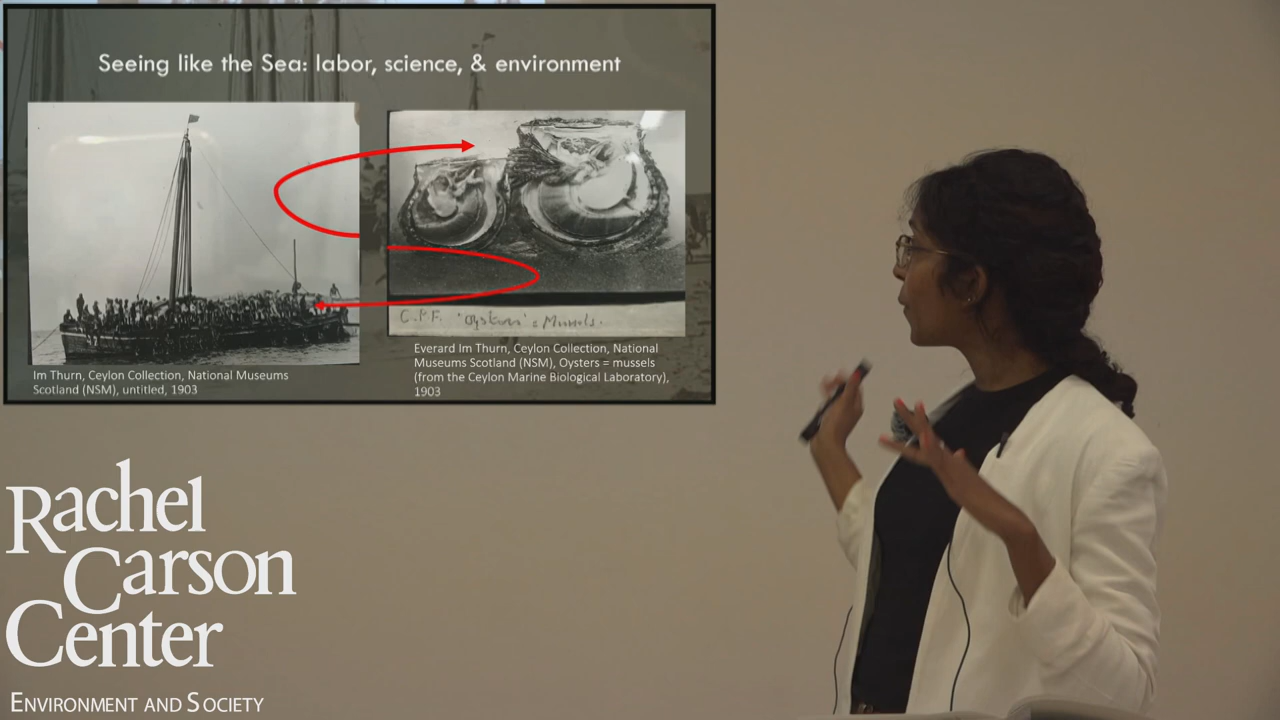 Seeing like the Sea: labor, science, & environment
C.P.F. "Oysters" = Mussels.
Im Thurn, Ceylon Collection, National Museums
Scotland (NSM), untitled, 1903
Everard Im Thurn, Ceylon Collection, National
Museums Scotland (NSM), Oysters = mussels
(from the Ceylon Marine Biological Laboratory),
1903
Rachel
Carson
Center
ENVIRONMENT AND SOCIETY